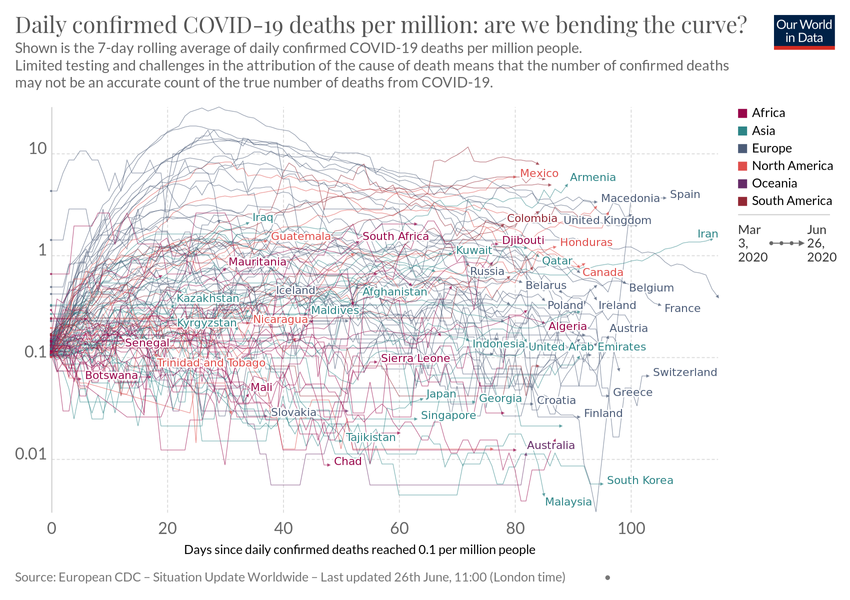 Daily confirmed COVID-19 deaths per million: are we bending the curve?
Our World
in Data
Shown is the 7-day rolling average of daily confirmed COVID-19 deaths per million people.
Limited testing and challenges in the attribution of the cause of death means that the number of confirmed deaths
may not be an accurate count of the true number of deaths from COVID-19.
Africa
Asia
Europe
North America
Oceania
South America
Mar
3,
2020
Jun
26,
2020
10
1
0.1
0.01
Mexico
Armenia
Macedonia
Spain
Iraq
Colombia
United Kingdom
Guatemala
South Africa
Djibouti
Iran
Honduras
Kuwait
Mauritania
Qatar
Russia
Canada
Belarus
Belgium
Iceland
Afghanistan
Kazakhstan
Poland
Ireland
France
Maldives
Kyrgyzstan
Nicaragua
Algeria
Austria
Senegal
Indonesia
United Arab Emirates
Trinidad and Tobago
Sierra Leone
Botswana
Switzerland
Mali
Japan
Georgia
Croatia
Greece
Slovakia
Singapore
Finland
Tajikistan
Australia
Chad
South Korea
Malaysia
0
20
40
60
80
100
Days since daily confirmed deaths reached 0.1 per million people
Source: European CDC – Situation Update Worldwide – Last updated 26th June, 11:00 (London time)